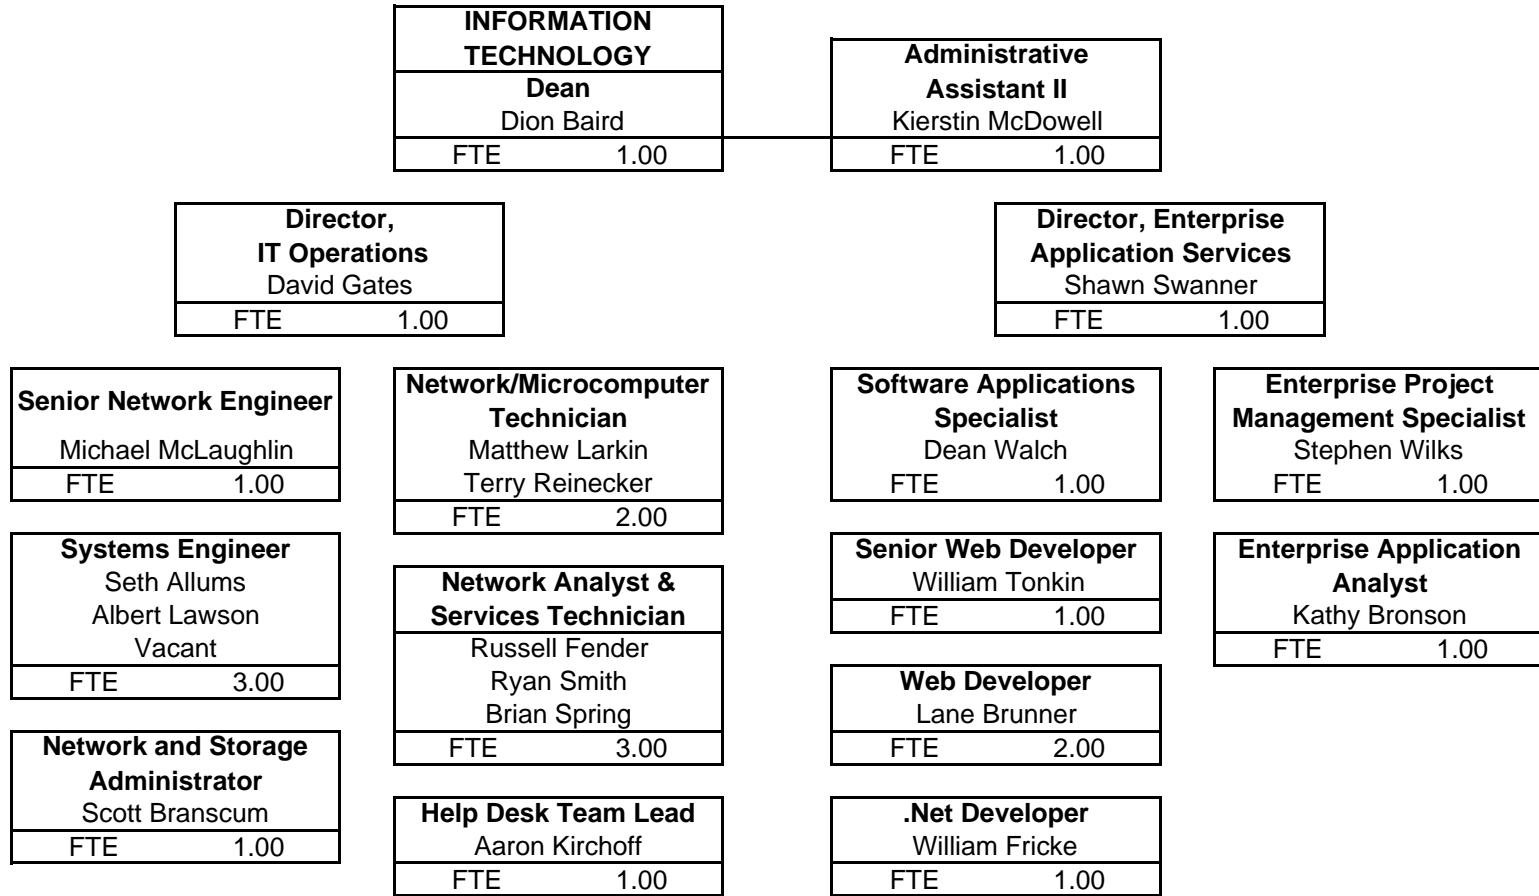 INFORMATION
TECHNOLOGY
Dean
Dion Baird
FTE 1.00
Administrative
Assistant II
Kierstin McDowell
FTE 1.00
Director,
IT Operations
David Gates
FTE 1.00
Director, Enterprise
Application Services
Shawn Swanner
FTE 1.00
Senior Network Engineer
Michael McLaughlin
FTE 1.00
Systems Engineer
Seth Allums
Albert Lawson
Vacant
FTE 3.00
Network and Storage
Administrator
Scott Branscum
FTE 1.00
Network/Microcomputer
Technician
Matthew Larkin
Terry Reinecker
FTE 2.00
Network Analyst &
Services Technician
Russell Fender
Ryan Smith
Brian Spring
FTE 3.00
Help Desk Team Lead
Aaron Kirchoff
FTE 1.00
Software Applications
Specialist
Dean Walch
FTE 1.00
Senior Web Developer
William Tonkin
FTE 1.00
Web Developer
Lane Brunner
FTE 2.00
.Net Developer
William Fricke
FTE 1.00
Enterprise Project
Management Specialist
Stephen Wilks
FTE 1.00
Enterprise Application
Analyst
Kathy Bronson
FTE 1.00